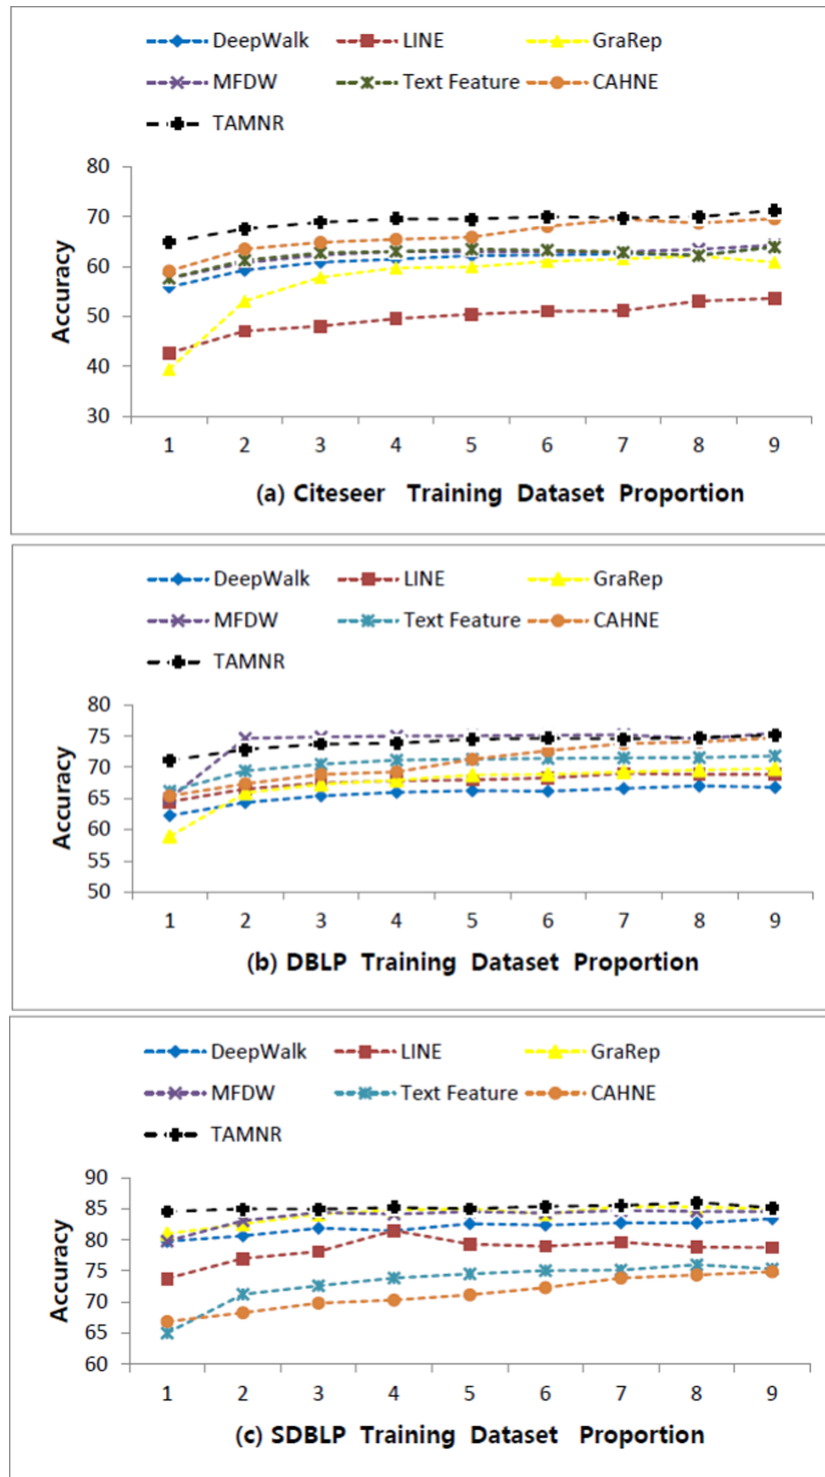 DeepWalk LINE GraRep
MFDW Text Feature CAHNE
TAMNR
80
70
60
50
40
30
Accuracy
1 2 3 4 5 6 7 8 9
(a) Citeseer Training Dataset Proportion
DeepWalk LINE GraRep
MFDW Text Feature CAHNE
TAMNR
80
75
70
65
60
55
50
Accuracy
1 2 3 4 5 6 7 8 9
(b) DBLP Training Dataset Proportion
DeepWalk LINE GraRep
MFDW Text Feature CAHNE
TAMNR
90
85
80
75
70
65
60
Accuracy
1 2 3 4 5 6 7 8 9
(c) SDBLP Training Dataset Proportion